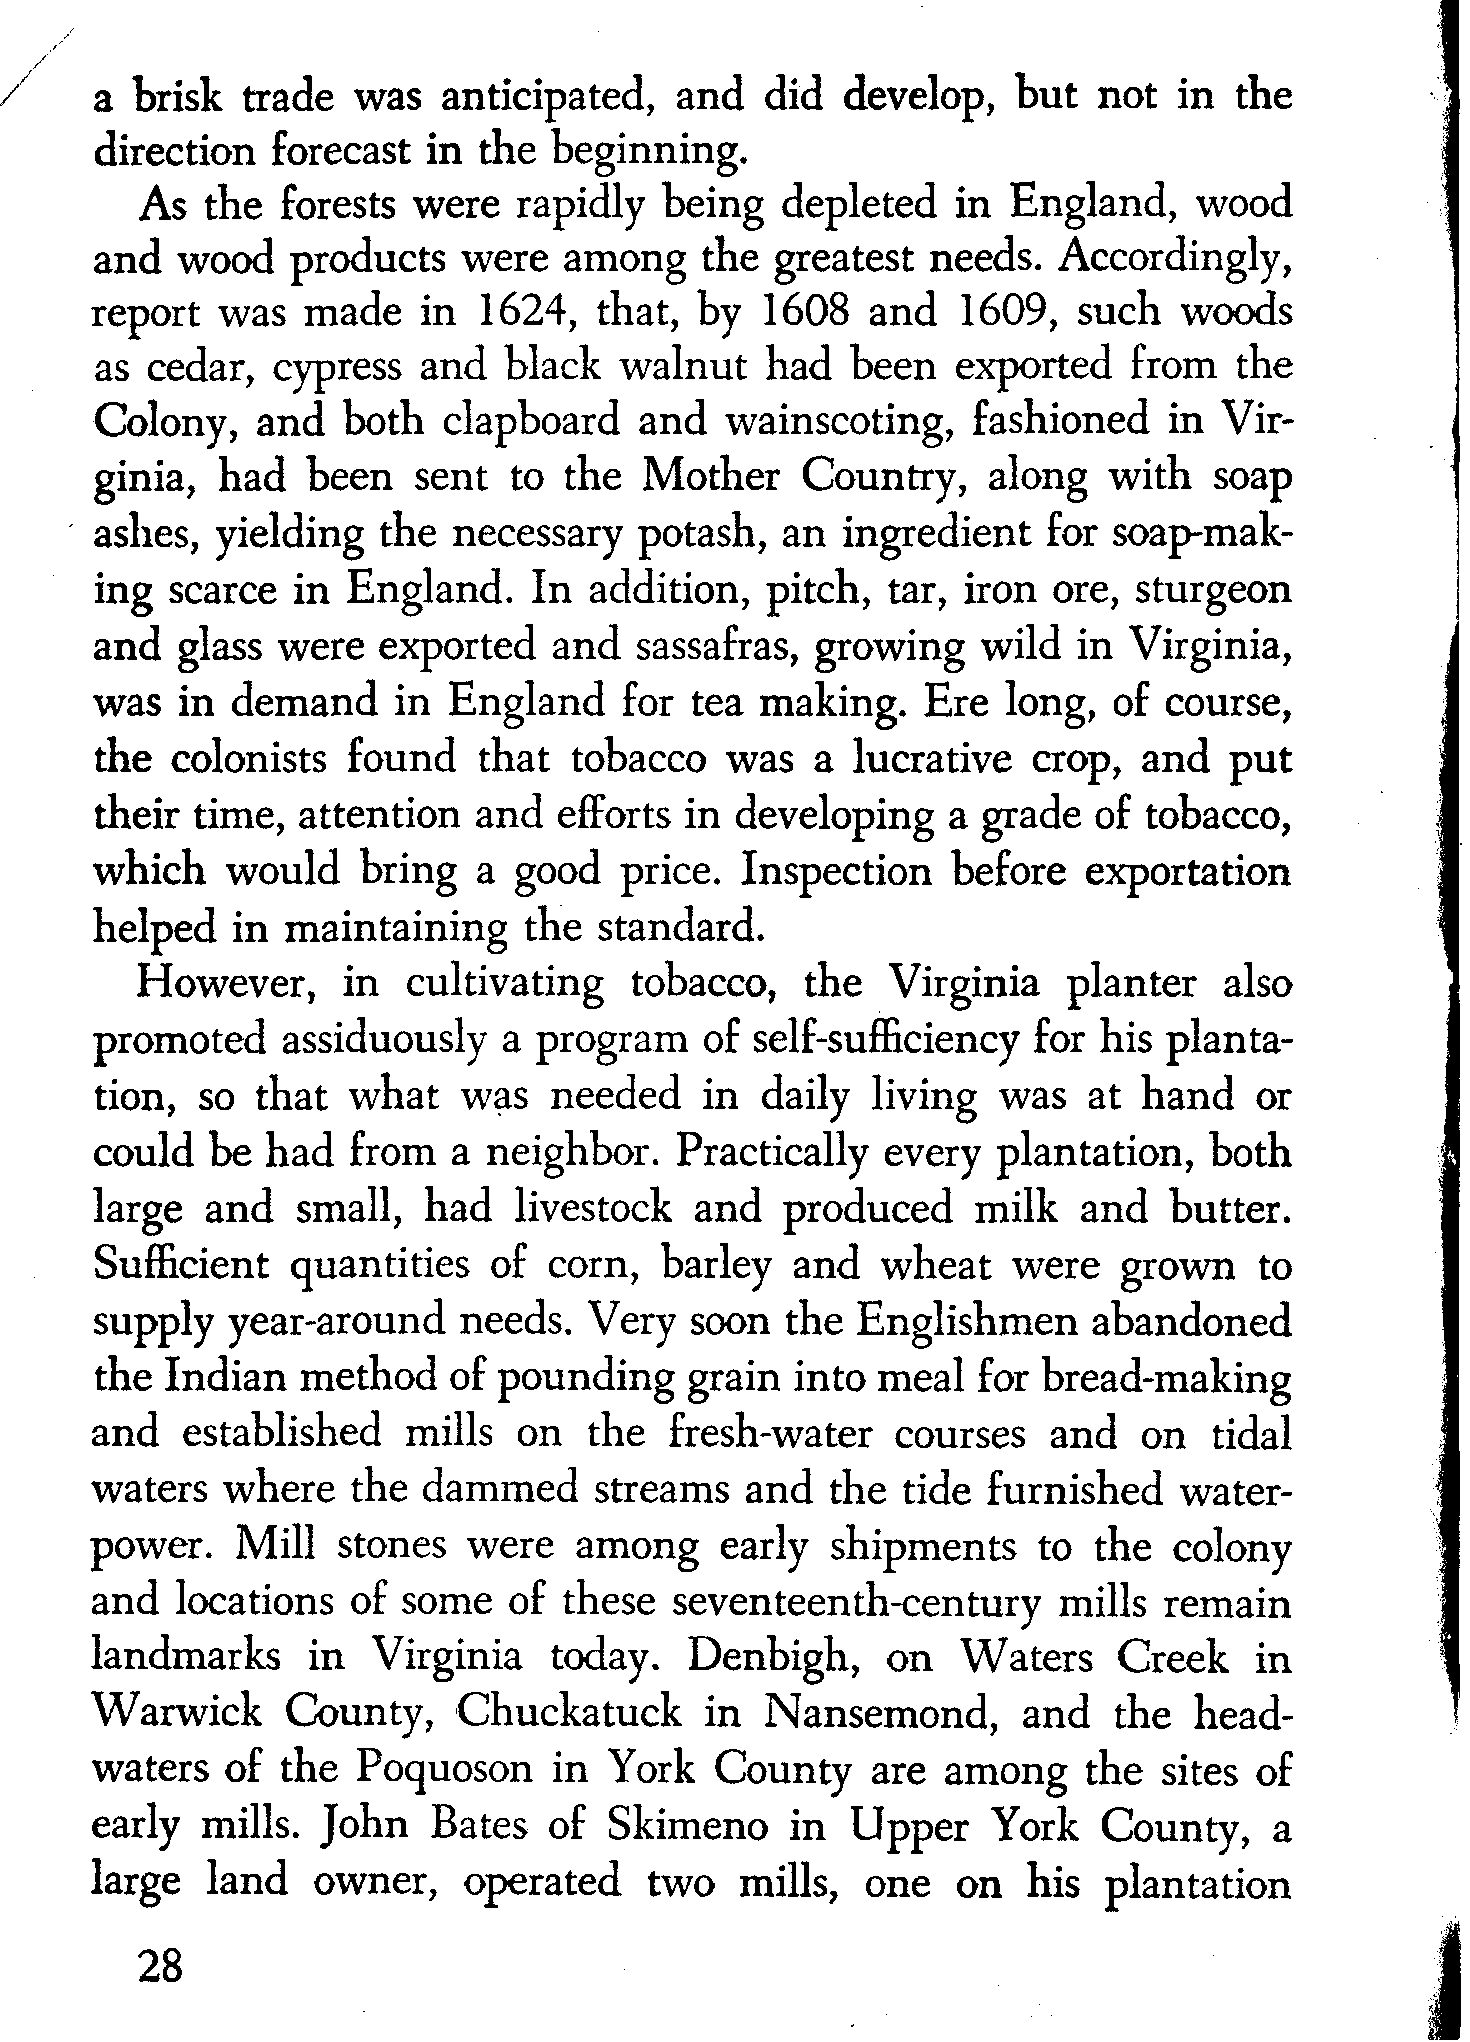 a brisk trade was anticipated, and did develop, but not in the
direction forecast in the beginning.
As the forests were rapidly being depleted in England, wood
and wood products were among the greatest needs. Accordingly,
report was made in 1624, that, by 1608 and 1609, such woods
as cedar, cypress and black walnut had been exported from the
Colony, and both clapboard and wainscoting, fashioned in Vir-
ginia, had been sent to the Mother Country, along with soap
ashes, yielding the necessary potash, an ingredient for soap-mak-
ing scarce in England. In addition, pitch, tar, iron ore, sturgeon
and glass were exported and sassafras, growing wild in Virginia,
was in demand in England for tea making. Ere long, of course,
the colonists found that tobacco was a lucrative crop, and put
their time, attention and efforts in developing a grade of tobacco,
which would bring a good price. Inspection before exportation
helped in maintaining the standard.
However, in cultivating tobacco, the Virginia planter also
promoted assiduously a program of self-sufficiency for his planta-
tion, so that what was needed in daily living was at hand or
could be had from a neighbor. Practically every plantation, both
large and small, had livestock and produced milk and butter.
Sufficient quantities of corn, barley and wheat were grown to
supply year-around needs. Very soon the Englishmen abandoned
the Indian method of pounding grain into meal for bread-making
and established mills on the fresh-water courses and on tidal
waters where the dammed streams and the tide furnished water-
power. Mill stones were among early shipments to the colony
and locations of some of these seventeenth-century mills remain
landmarks in Virginia today. Denbigh, on Waters Creek in
Warwick County, Chuckatuck in Nansemond, and the head-
waters of the Poquoson in York County are among the sites of
early mills. John Bates of Skimeno in Upper York County, a
large land owner, operated two mills, one on his plantation
28